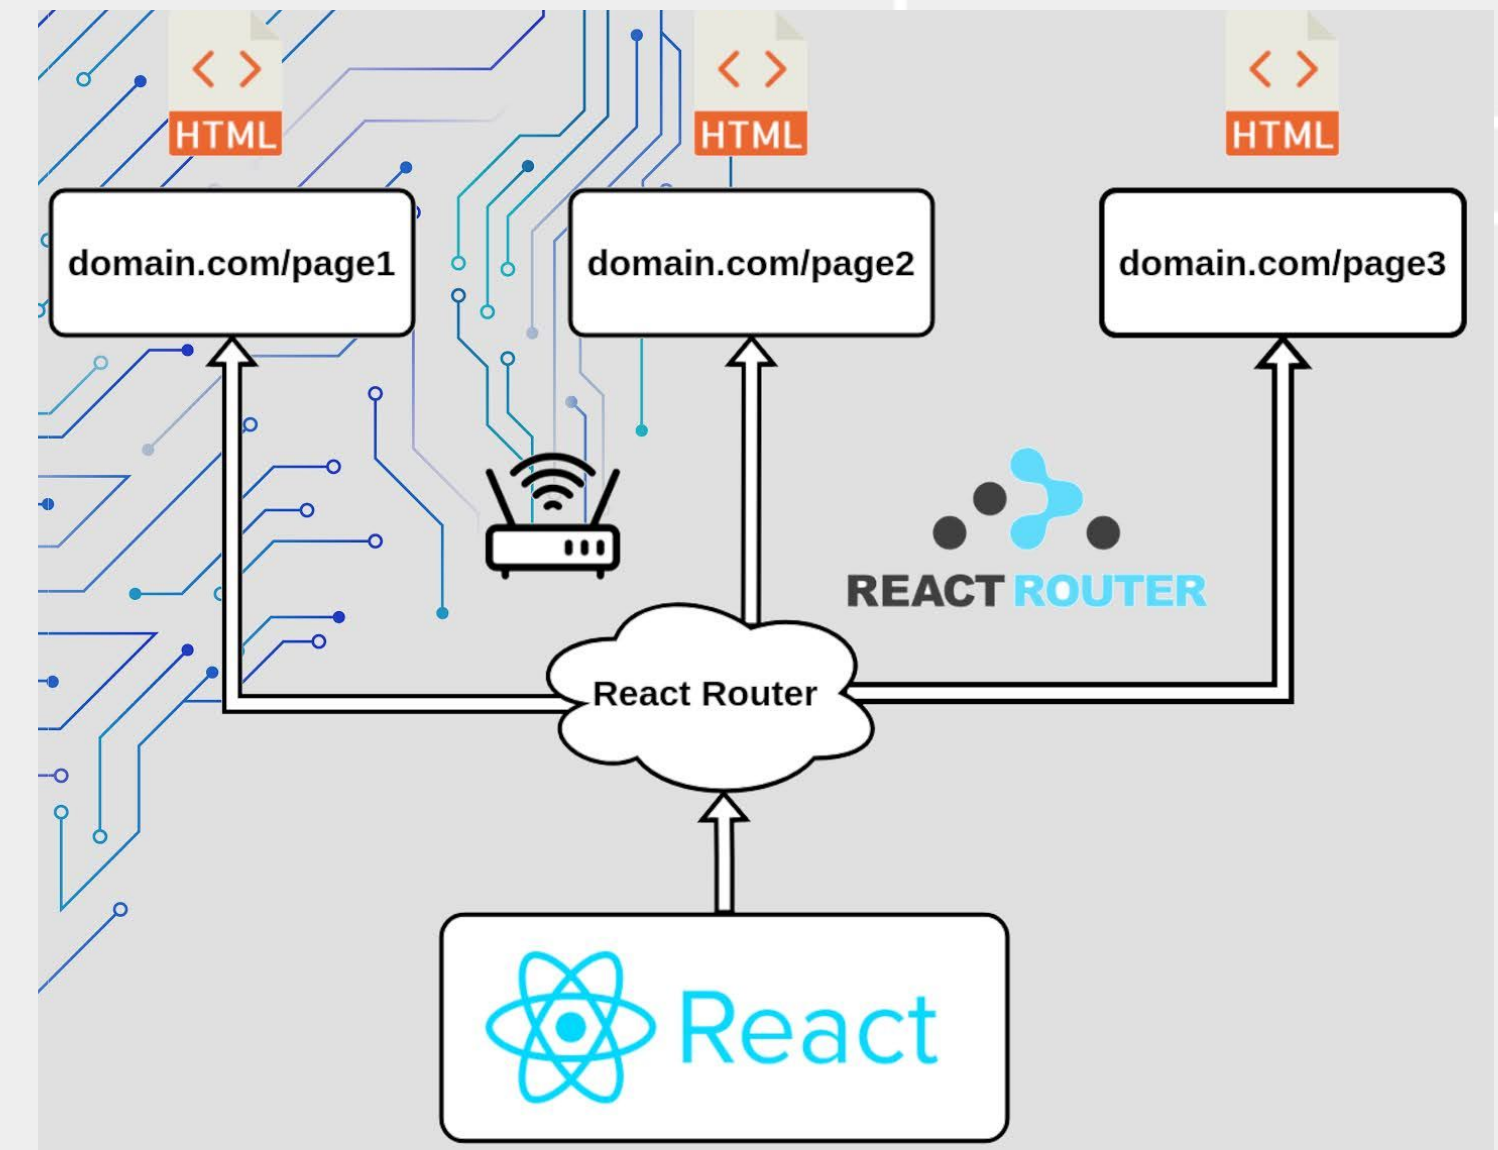 HTML
HTML
HTML
domain.com/page1
domain.com/page2
domain.com/page3
REACT ROUTER
React Router
React